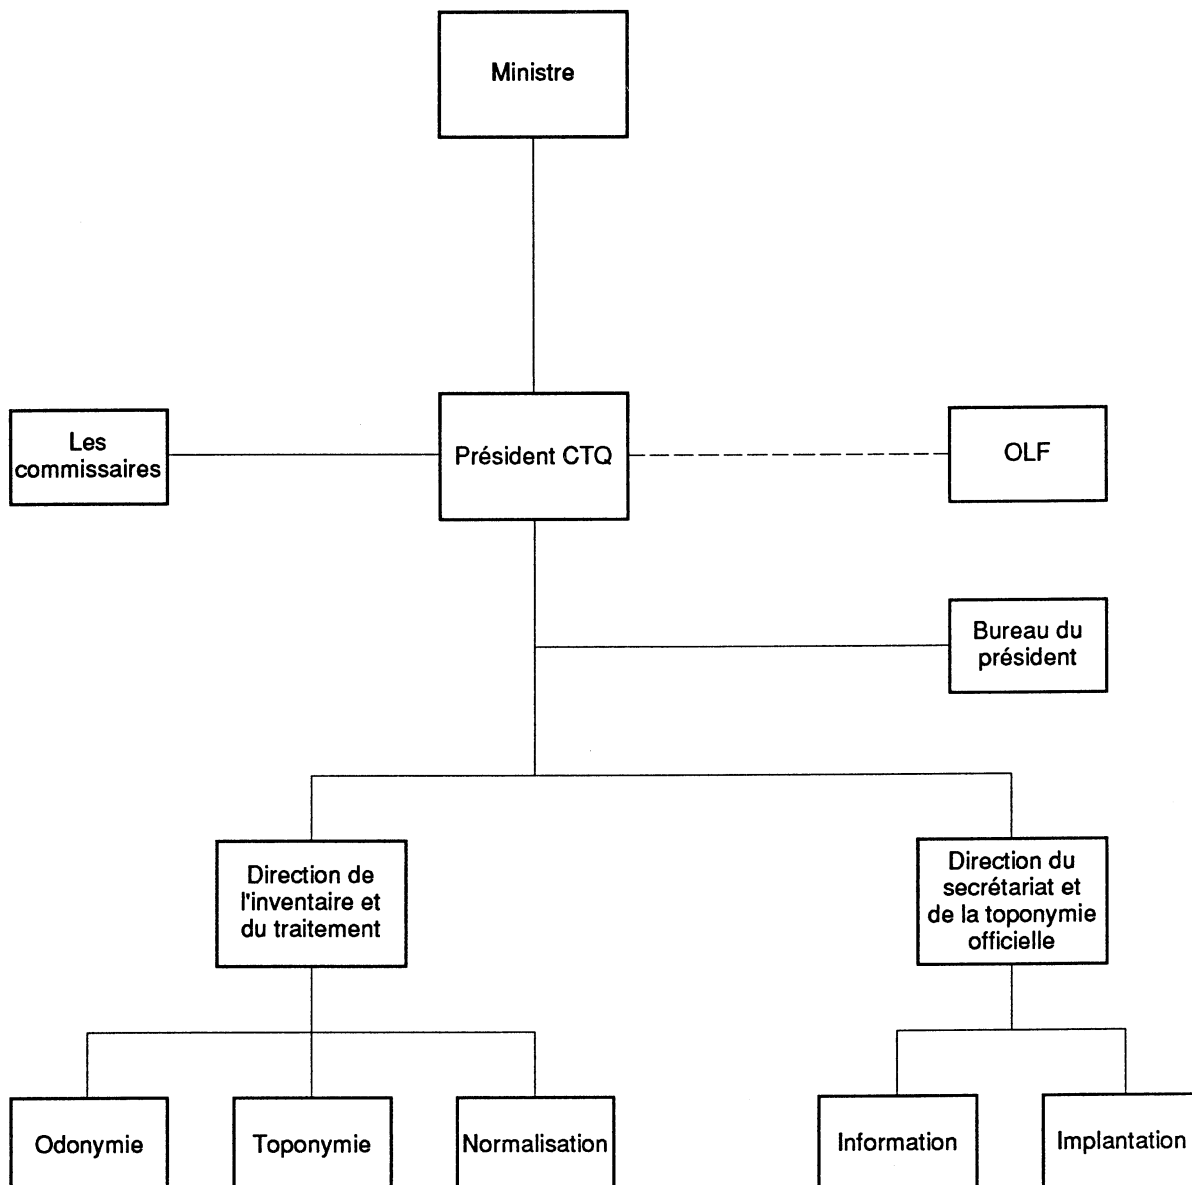 Ministre
Les
commissaires
Président CTQ
OLF
Bureau du
président
Direction de
l'inventaire et
du traitement
Direction du
secrétariat et
de la toponymie
officielle
Odonymie
Toponymie
Normalisation
Information
Implantation